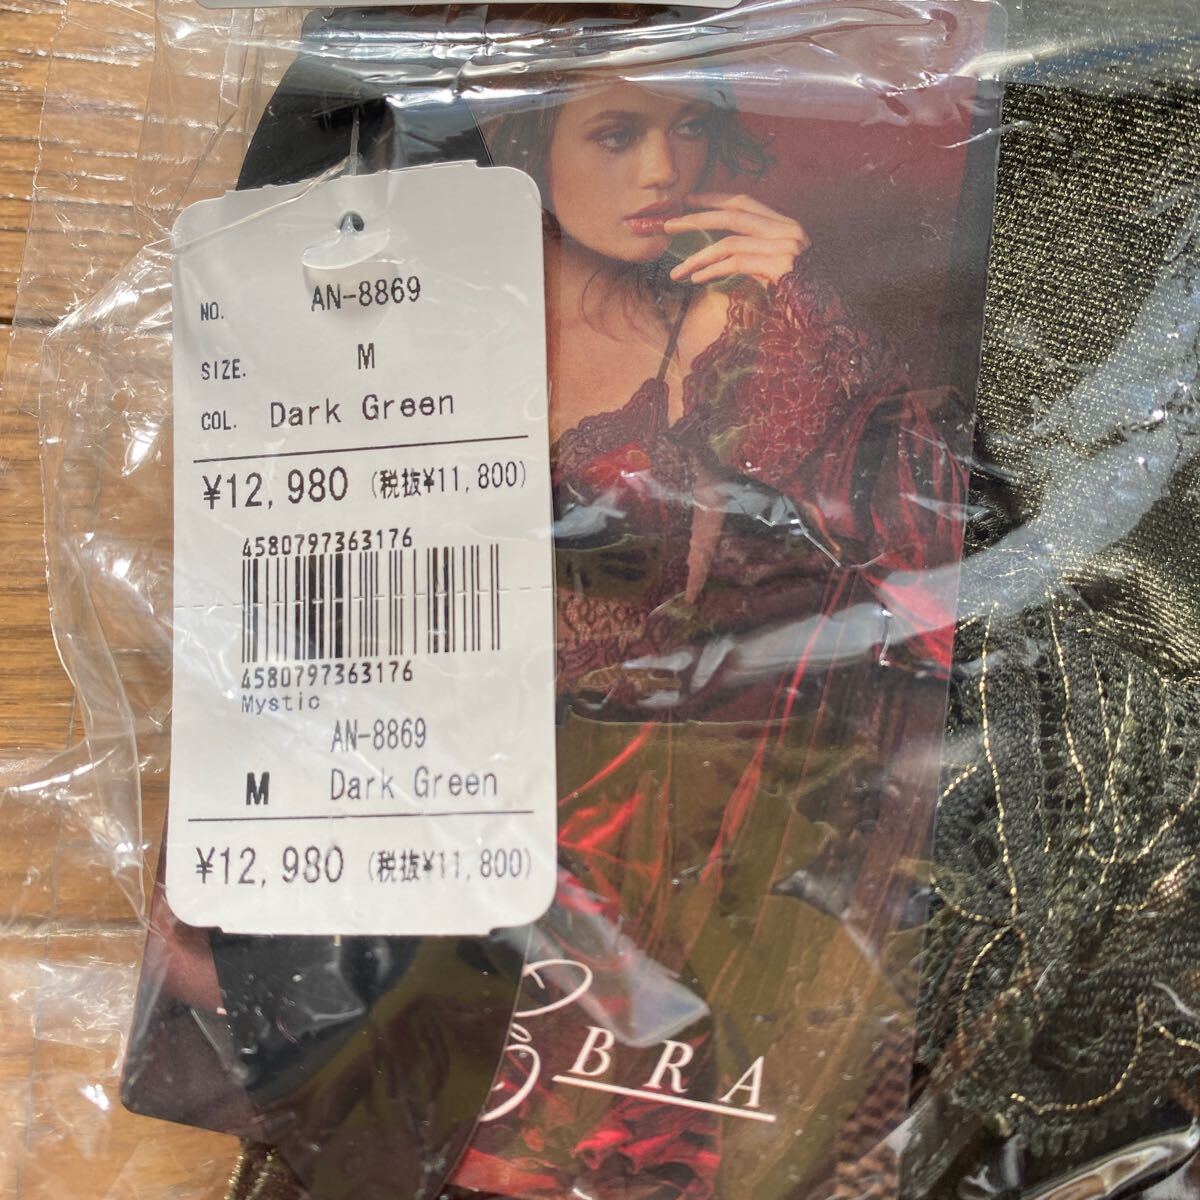 NO. AN-8869
SIZE. M
COL. Dark Green
¥12,980 (税抜¥11,800)
4580797363176
4580797363176
Mystic
AN-8869
M Dark Green
¥12,980 (税抜¥11,800)
BRA